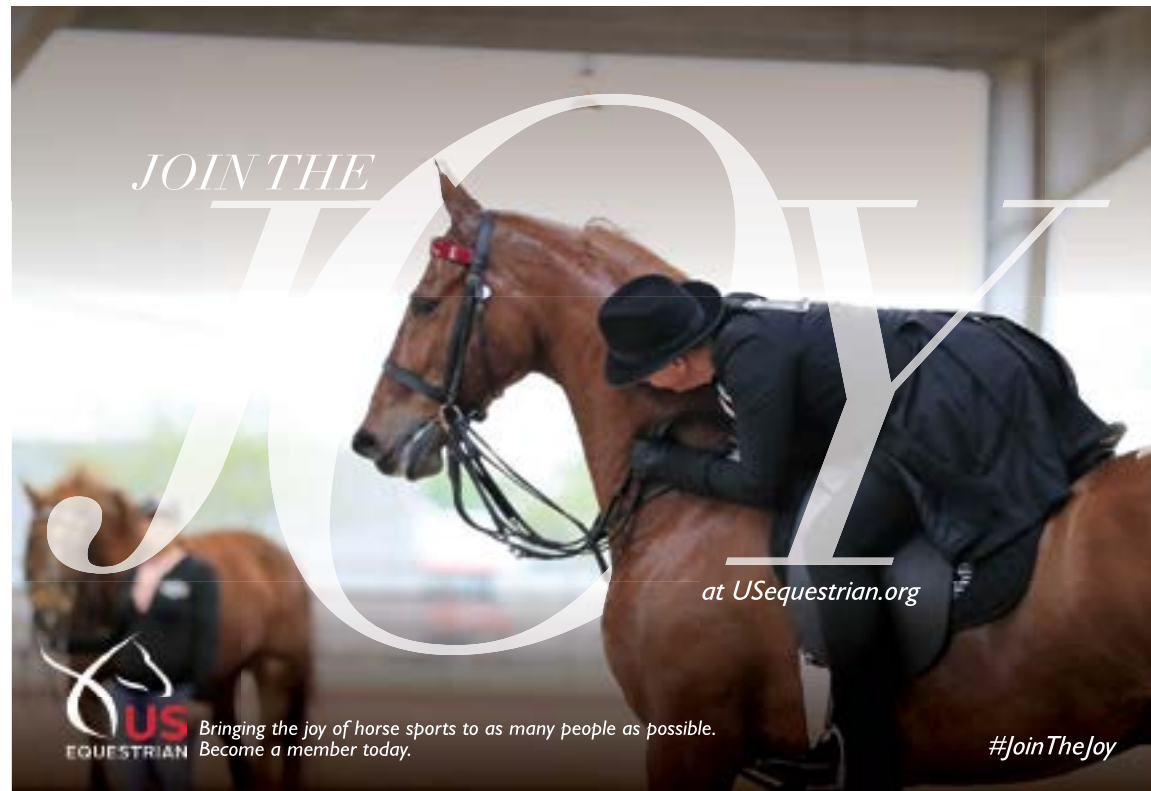 JOIN THE
JOY
at USequestrian.org
US
EQUESTRIAN
Bringing the joy of horse sports to as many people as possible.
Become a member today.
#JoinTheJoy